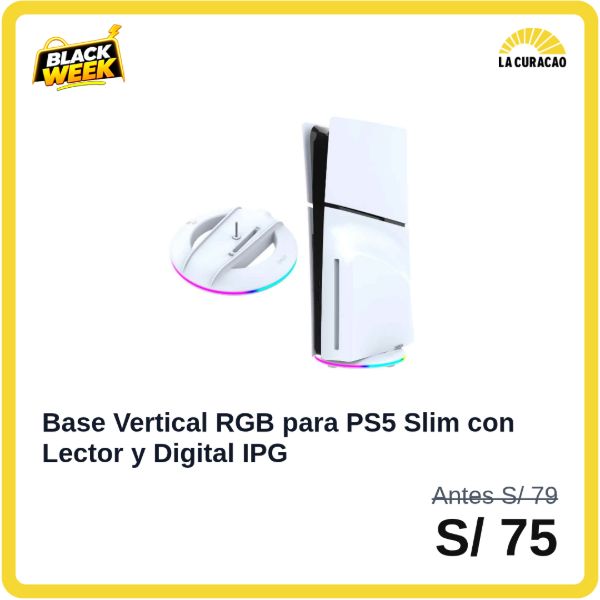 BLACK
WEEK
LA CURACAO
Base Vertical RGB para PS5 Slim con
Lector y Digital IPG
Antes S/ 79
S/ 75